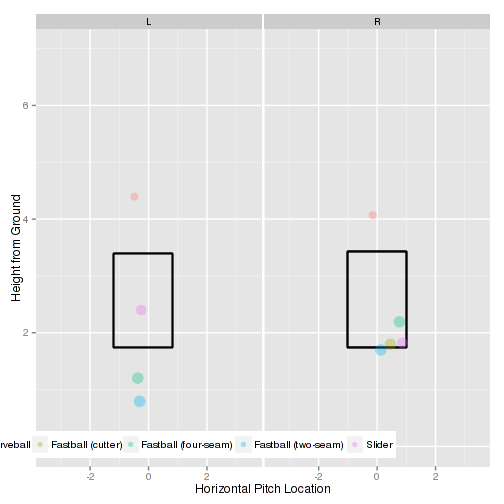 L R
6
4
2
Height from Ground
rveball Fastball (cutter) Fastball (four-seam) Fastball (two-seam) Slider
-2 0 2 -2 0 2
Horizontal Pitch Location